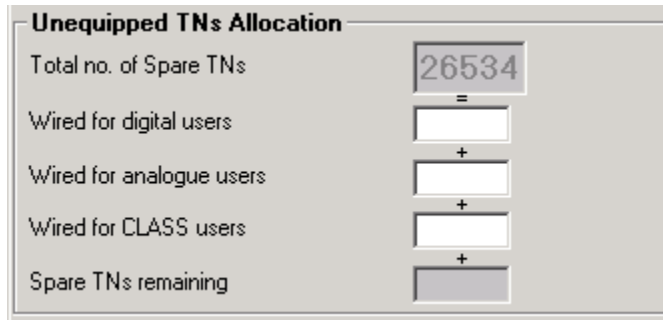 Unequipped TNs Allocation
Total no. of Spare TNs 26534
=
Wired for digital users
+
Wired for analogue users
+
Wired for CLASS users
+
Spare TNs remaining